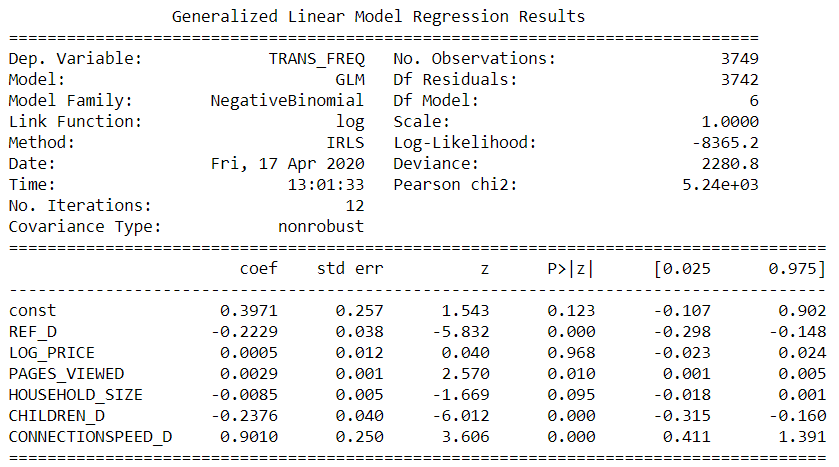 Generalized Linear Model Regression Results
==============================================================================
Dep. Variable:             TRANS_FREQ   No. Observations:                 3749
Model:                            GLM   Df Residuals:                     3742
Model Family:        NegativeBinomial   Df Model:                            6
Link Function:                    log   Scale:                          1.0000
Method:                          IRLS   Log-Likelihood:                -8365.2
Date:                Fri, 17 Apr 2020   Deviance:                       2280.8
Time:                        13:01:33   Pearson chi2:                 5.24e+03
No. Iterations:                    12
Covariance Type:            nonrobust
=====================================================================================
                        coef    std err          z      P>|z|      [0.025      0.975]
-------------------------------------------------------------------------------------
const                 0.3971      0.257      1.543      0.123      -0.107       0.902
REF_D                -0.2229      0.038     -5.832      0.000      -0.298      -0.148
LOG_PRICE             0.0005      0.012      0.040      0.968      -0.023       0.024
PAGES_VIEWED          0.0029      0.001      2.570      0.010       0.001       0.005
HOUSEHOLD_SIZE       -0.0085      0.005     -1.669      0.095      -0.018       0.001
CHILDREN_D           -0.2376      0.040     -6.012      0.000      -0.315      -0.160
CONNECTIONSPEED_D     0.9010      0.250      3.606      0.000       0.411       1.391
=====================================================================================